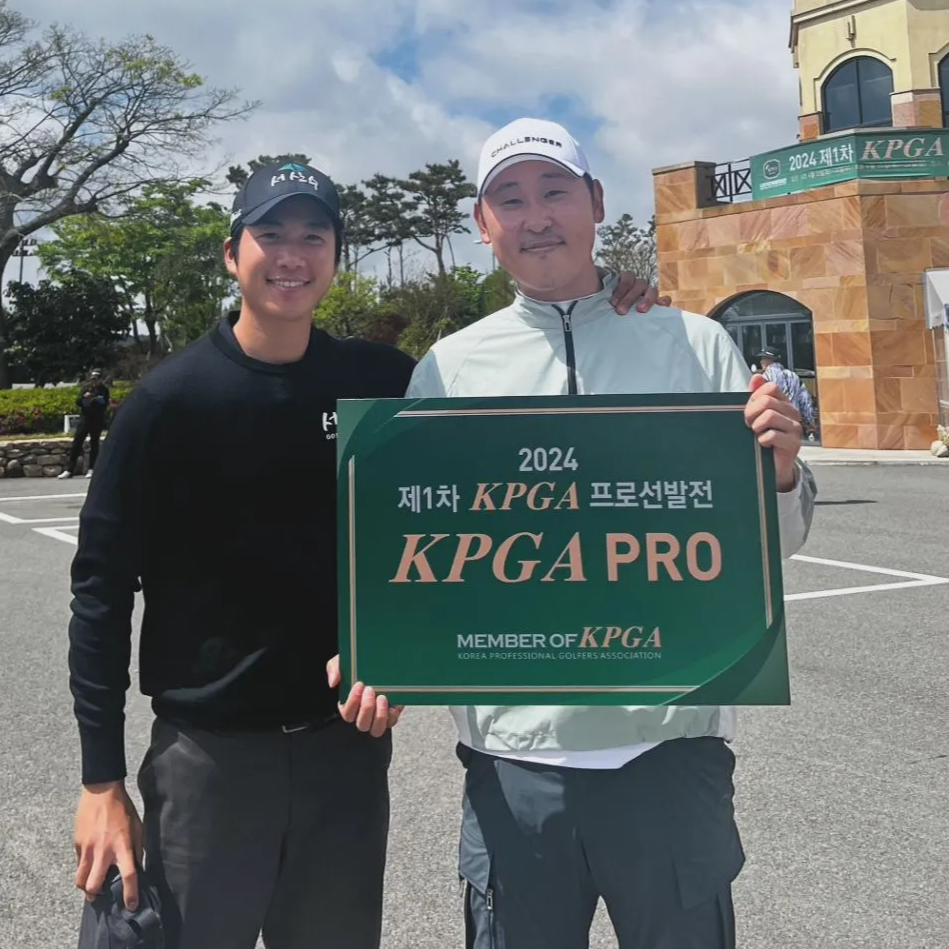 CHALLENGER
2024 제1차 KPGA
2024
제1차 KPGA 프로선발전
KPGA PRO
MEMBER OF KPGA
KOREA PROFESSIONAL GOLFERS ASSOCIATION